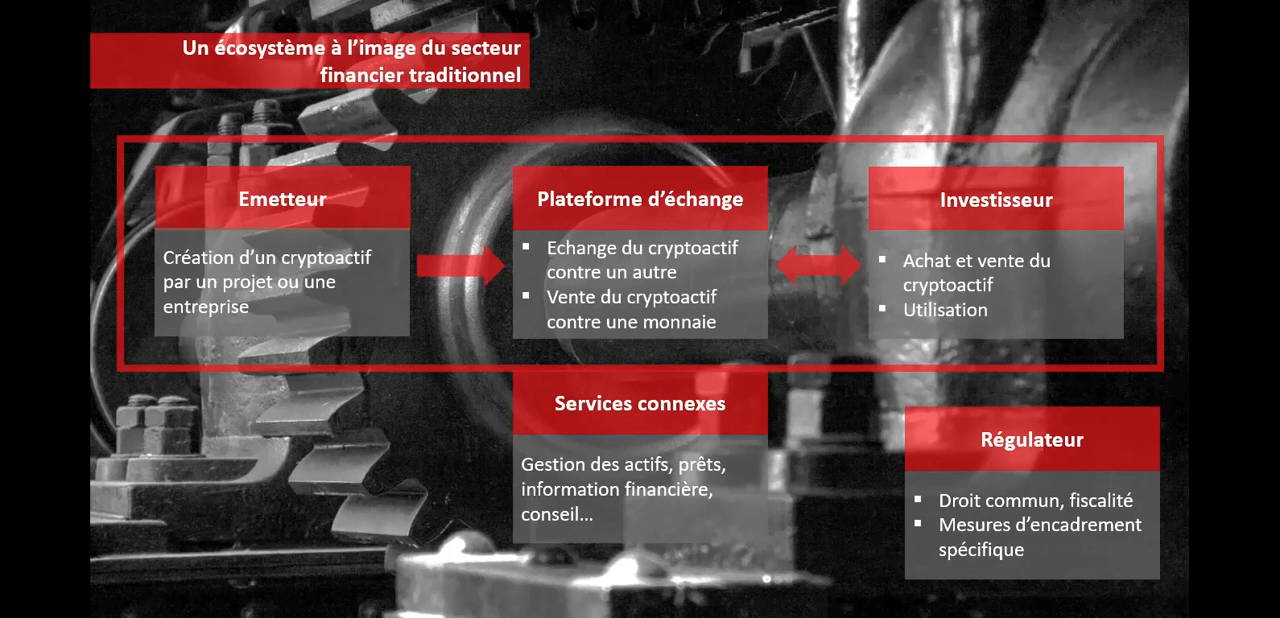 Un écosystème à l’image du secteur
financier traditionnel
Emetteur
Création d’un cryptoactif
par un projet ou une
entreprise
Plateforme d’échange
▪ Echange du cryptoactif
contre un autre
▪ Vente du cryptoactif
contre une monnaie
Investisseur
▪ Achat et vente du
cryptoactif
▪ Utilisation
Services connexes
Gestion des actifs, prêts,
information financière,
conseil…
Régulateur
▪ Droit commun, fiscalité
▪ Mesures d’encadrement
spécifique